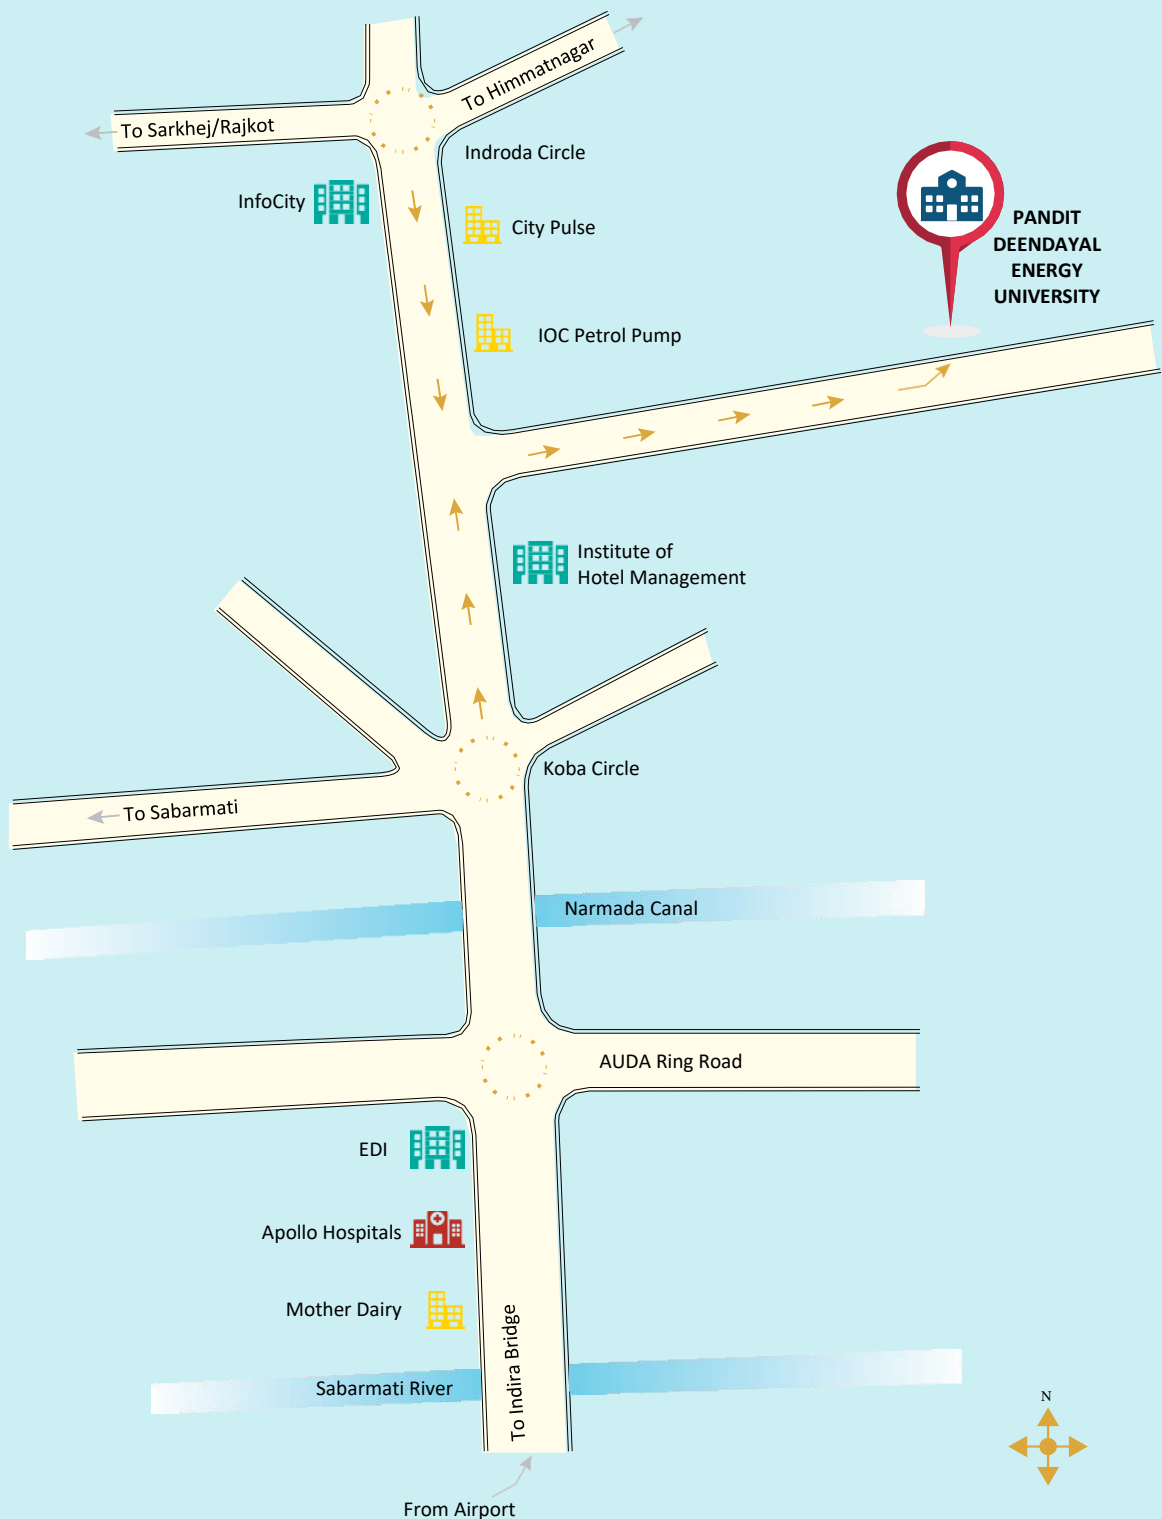 To Himmatnagar
To Sarkhej/Rajkot
Indroda Circle
InfoCity
City Pulse
PANDIT
DEENDAYAL
ENERGY
UNIVERSITY
IOC Petrol Pump
Institute of
Hotel Management
Koba Circle
To Sabarmati
Narmada Canal
AUDA Ring Road
EDI
Apollo Hospitals
Mother Dairy
To Indira Bridge
Sabarmati River
N
From Airport